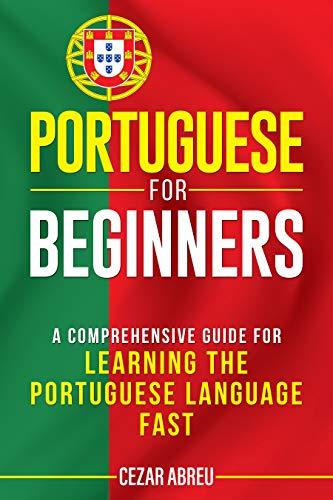 PORTUGUESE
FOR
BEGINNERS
A COMPREHENSIVE GUIDE FOR
LEARNING THE
PORTUGUESE LANGUAGE
FAST
CEZAR ABREU